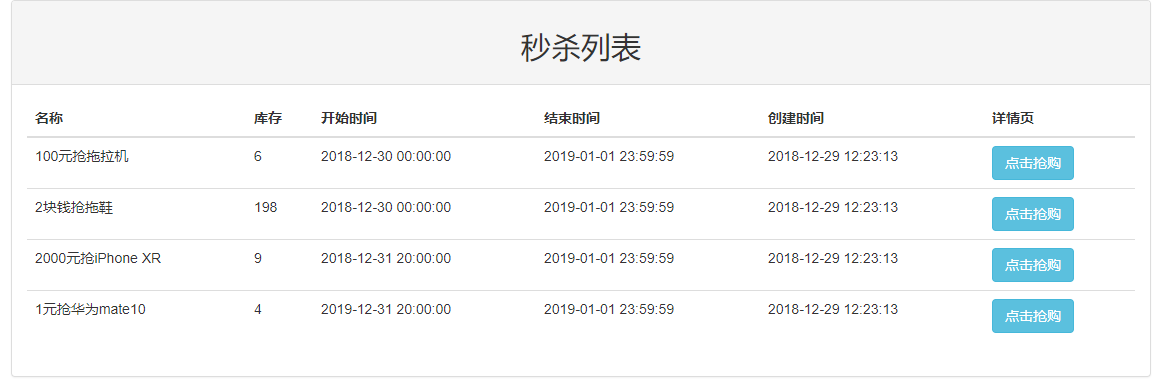 秒杀列表
名称 库存 开始时间 结束时间 创建时间 详情页
100元抢拖拉机 6 2018-12-30 00:00:00 2019-01-01 23:59:59 2018-12-29 12:23:13 点击抢购
2块钱抢拖鞋 198 2018-12-30 00:00:00 2019-01-01 23:59:59 2018-12-29 12:23:13 点击抢购
2000元抢iPhone XR 9 2018-12-31 20:00:00 2019-01-01 23:59:59 2018-12-29 12:23:13 点击抢购
1元抢华为mate10 4 2019-12-31 20:00:00 2019-01-01 23:59:59 2018-12-29 12:23:13 点击抢购